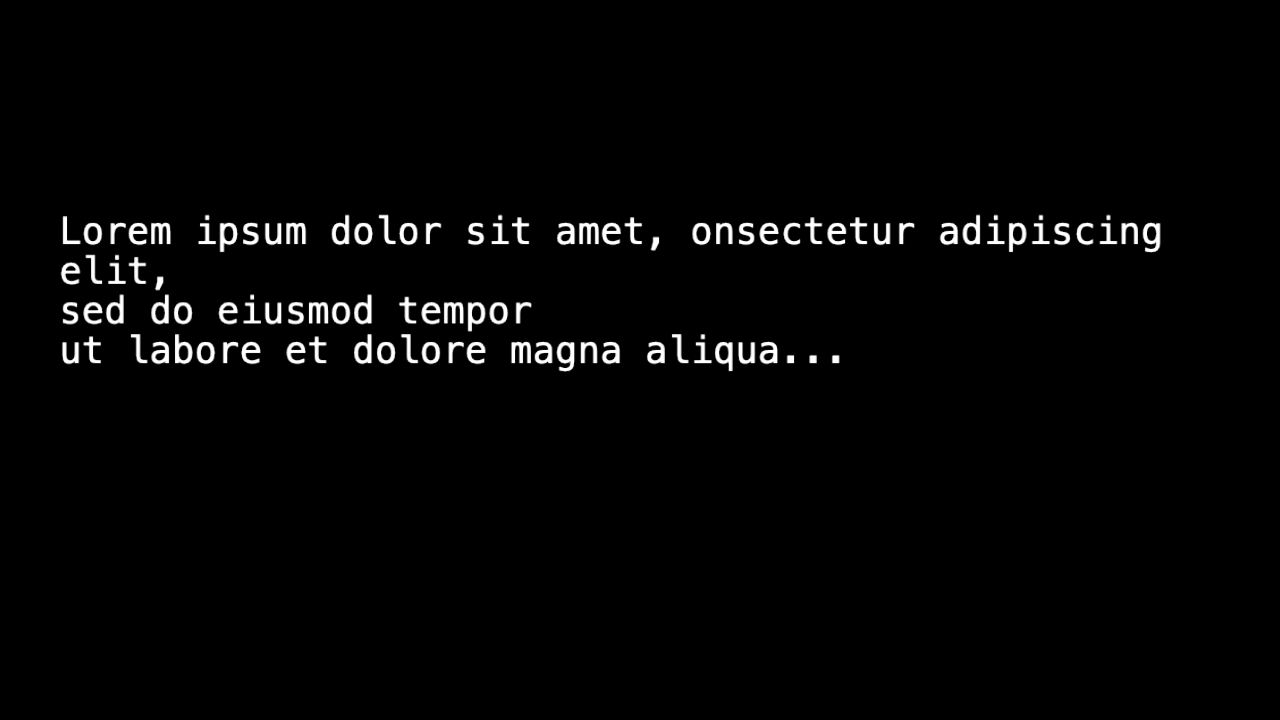 Lorem ipsum dolor sit amet, onsectetur adipiscing
elit,
sed do eiusmod tempor
ut labore et dolore magna aliqua...